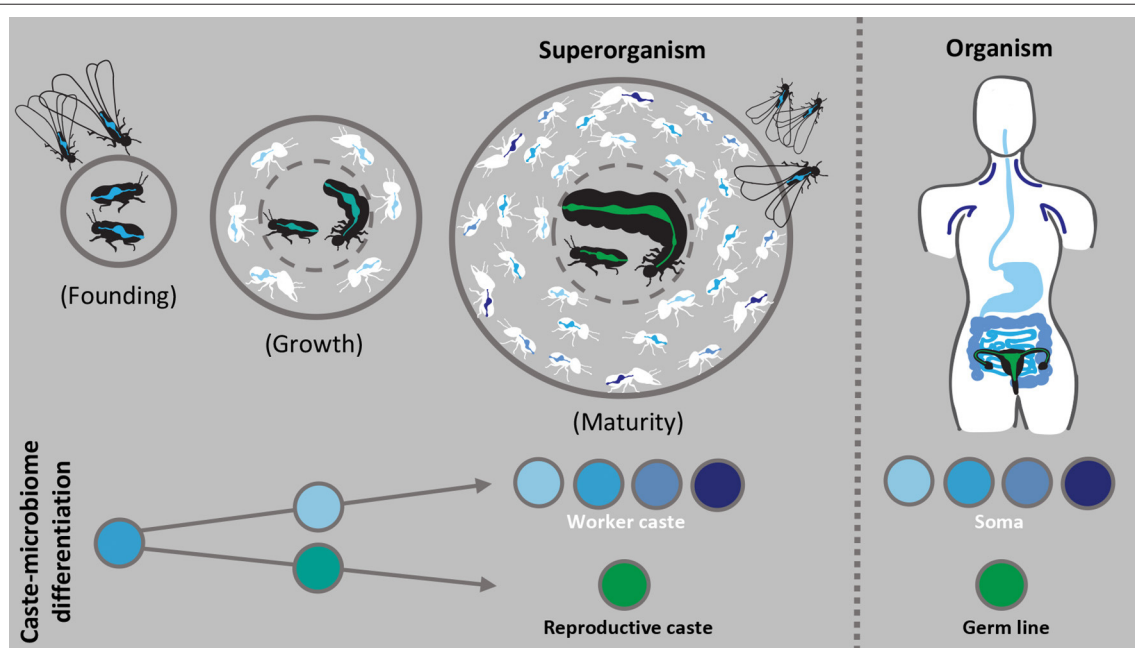 Superorganism
Organism
(Founding)
(Growth)
(Maturity)
Caste-microbiome
differentiation
Worker caste
Soma
Reproductive caste
Germ line